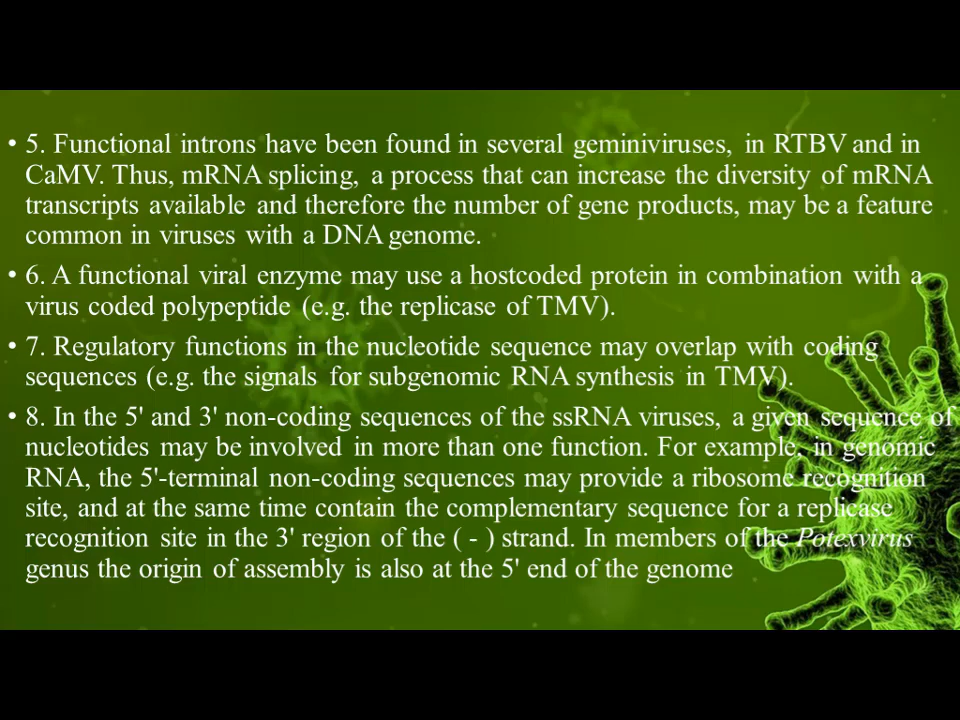 • 5. Functional introns have been found in several geminiviruses, in RTBV and in
CaMV. Thus, mRNA splicing, a process that can increase the diversity of mRNA
transcripts available and therefore the number of gene products, may be a feature
common in viruses with a DNA genome.
• 6. A functional viral enzyme may use a hostcoded protein in combination with a
virus coded polypeptide (e.g. the replicase of TMV).
• 7. Regulatory functions in the nucleotide sequence may overlap with coding
sequences (e.g. the signals for subgenomic RNA synthesis in TMV).
• 8. In the 5' and 3' non-coding sequences of the ssRNA viruses, a given sequence of
nucleotides may be involved in more than one function. For example, in genomic
RNA, the 5'-terminal non-coding sequences may provide a ribosome recognition
site, and at the same time contain the complementary sequence for a replicase
recognition site in the 3' region of the ( - ) strand. In members of the Potexvirus
genus the origin of assembly is also at the 5' end of the genome